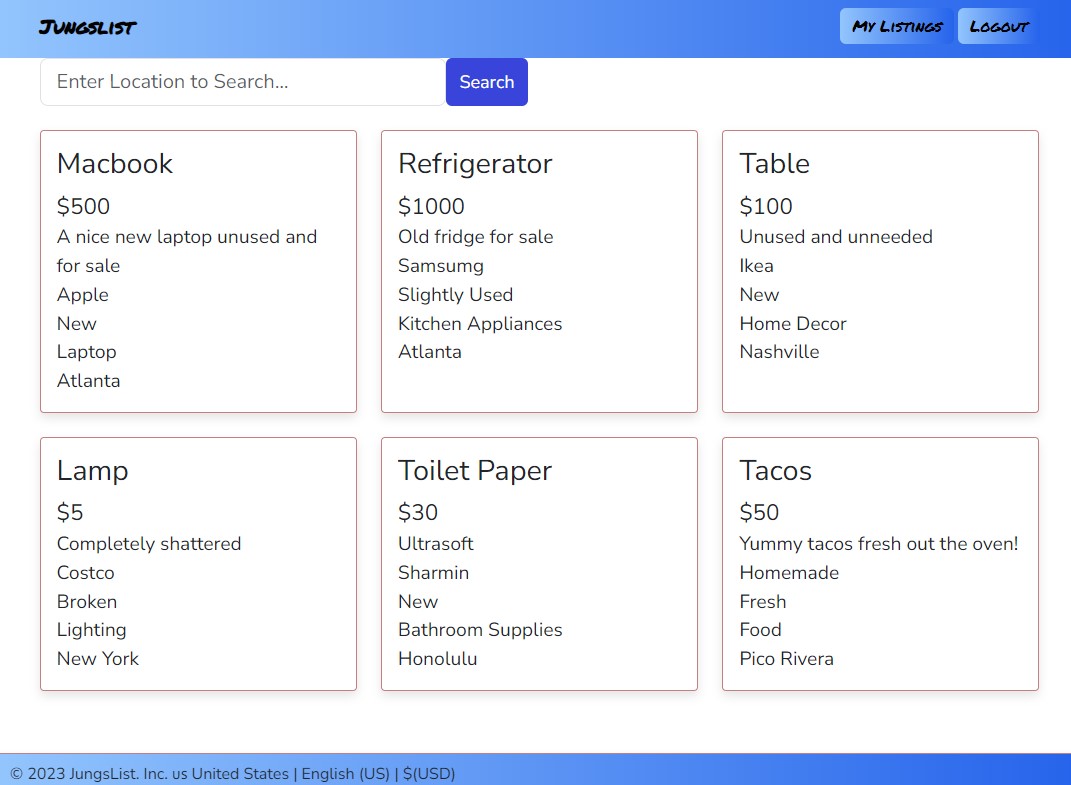 Jungslist
My Listings
Logout
Enter Location to Search...
Search
Macbook
$500
A nice new laptop unused and
for sale
Apple
New
Laptop
Atlanta
Refrigerator
$1000
Old fridge for sale
Samsumg
Slightly Used
Kitchen Appliances
Atlanta
Table
$100
Unused and unneeded
Ikea
New
Home Decor
Nashville
Lamp
$5
Completely shattered
Costco
Broken
Lighting
New York
Toilet Paper
$30
Ultrasoft
Sharmin
New
Bathroom Supplies
Honolulu
Tacos
$50
Yummy tacos fresh out the oven!
Homemade
Fresh
Food
Pico Rivera
© 2023 JungsList. Inc. us United States | English (US) | $(USD)